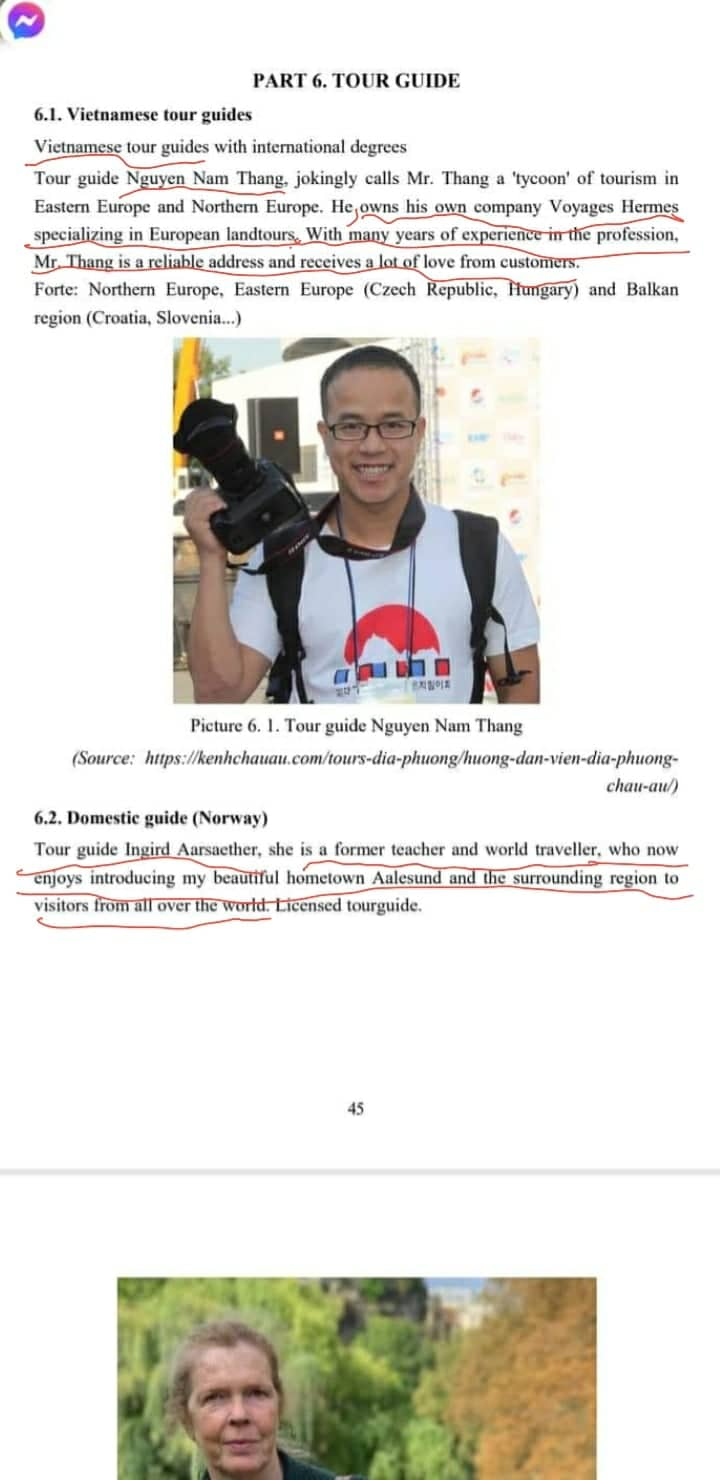 PART 6. TOUR GUIDE
6.1. Vietnamese tour guides
Vietnamese tour guides with international degrees
Tour guide Nguyen Nam Thang, jokingly calls Mr. Thang a 'tycoon' of tourism in
Eastern Europe and Northern Europe. He owns his own company Voyages Hermes
specializing in European landtours. With many years of experience in the profession,
Mr. Thang is a reliable address and receives a lot of love from customers.
Forte: Northern Europe, Eastern Europe (Czech Republic, Hungary) and Balkan
region (Croatia, Slovenia...)
Picture 6. 1. Tour guide Nguyen Nam Thang
(Source: https://kenhchauau.com/tours-dia-phuong/huong-dan-vien-dia-phuong-
chau-au/)
6.2. Domestic guide (Norway)
Tour guide Ingird Aarsaether, she is a former teacher and world traveller, who now
enjoys introducing my beautiful hometown Aalesund and the surrounding region to
visitors from all over the world. Licensed tourguide.
45